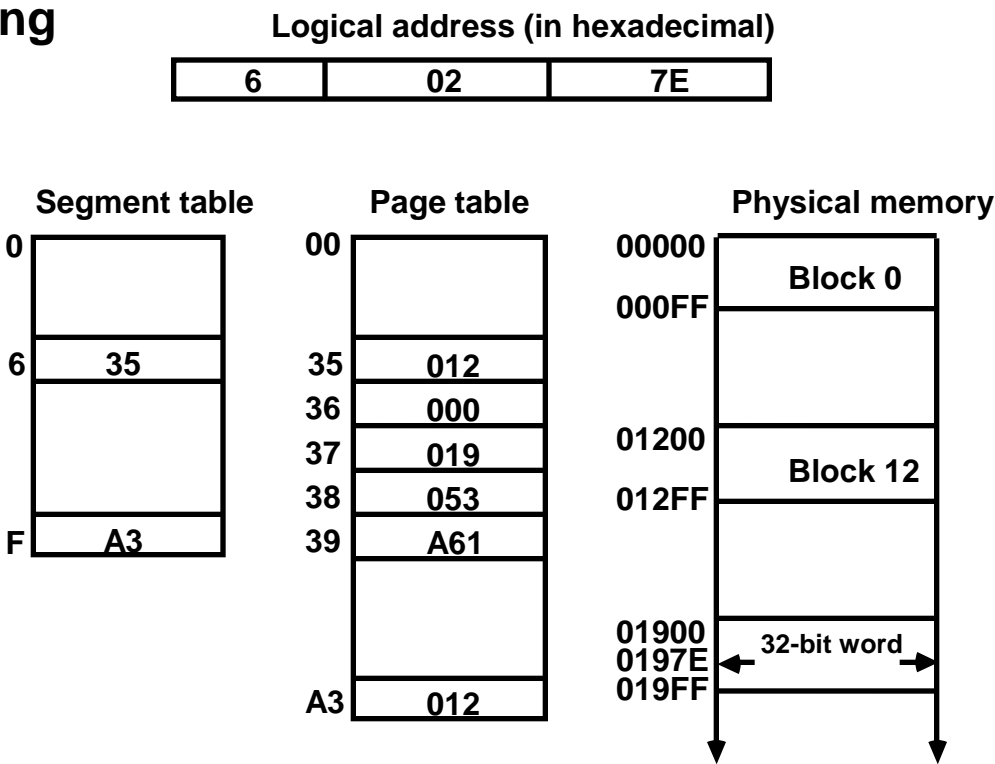 ng
Logical address (in hexadecimal)
6 02 7E
Segment table
0
6 35
F A3
Page table
00
35 012
36 000
37 019
38 053
39 A61
A3 012
Physical memory
00000
Block 0
000FF
01200
Block 12
012FF
01900
32-bit word
0197E
019FF